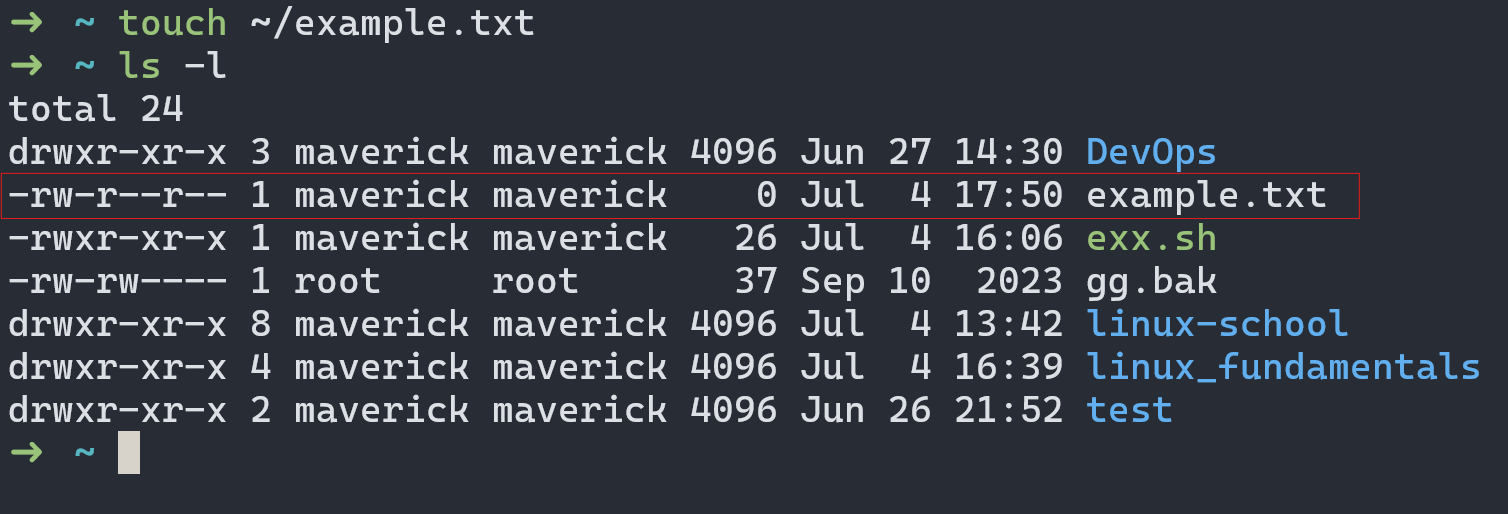 ➜ ~ touch ~/example.txt
➜ ~ ls -l
total 24
drwxr-xr-x 3 maverick maverick 4096 Jun 27 14:30 DevOps
-rw-r--r-- 1 maverick maverick    0 Jul  4 17:50 example.txt
-rwxr-xr-x 1 maverick maverick   26 Jul  4 16:06 exx.sh
-rw-rw---- 1 root     root       37 Sep 10  2023 gg.bak
drwxr-xr-x 8 maverick maverick 4096 Jul  4 13:42 linux-school
drwxr-xr-x 4 maverick maverick 4096 Jul  4 16:39 linux_fundamentals
drwxr-xr-x 2 maverick maverick 4096 Jun 26 21:52 test
➜ ~